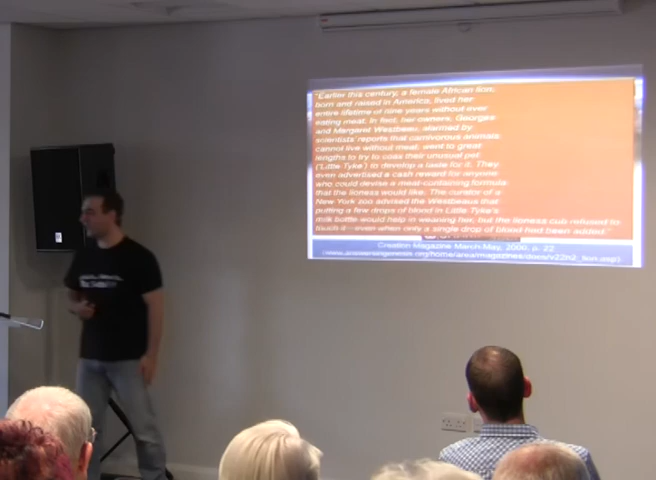 "Earlier this century, a female African lion,
born and raised in America, lived her
entire lifetime of nine years without ever
eating meat. In fact, her owners, Georges
and Margaret Westbeau, alarmed by
scientists' reports that carnivorous animals
cannot live without meat, went to great
lengths to try to coax their unusual pet
('Little Tyke') to develop a taste for it. They
even advertised a cash reward for anyone
who could devise a meat-containing formula
that the lioness would like. The curator of a
New York zoo advised the Westbeaus that
putting a few drops of blood in Little Tyke's
milk bottle would help in weaning her, but the lioness cub refused to
touch it—even when only a single drop of blood had been added."
Creation Magazine March-May, 2000, p. 22